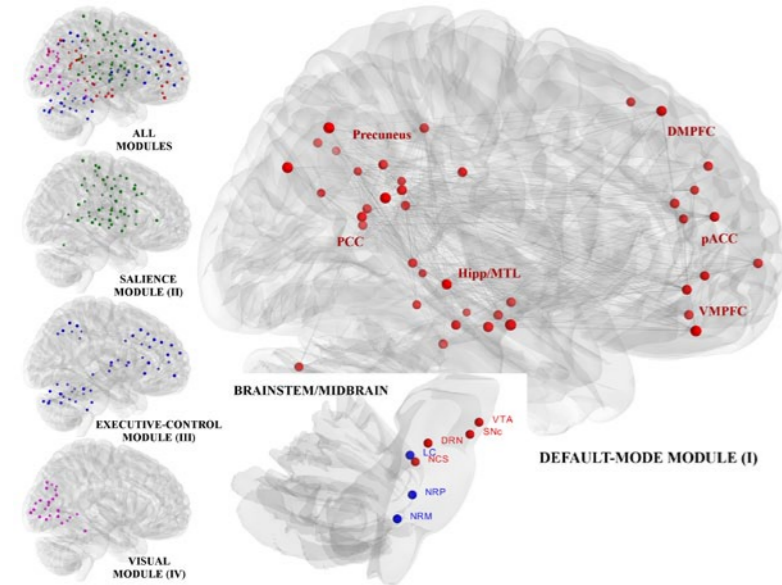 ALL
MODULES
SALIENCE
MODULE (II)
EXECUTIVE-CONTROL
MODULE (III)
VISUAL
MODULE (IV)
Precuneus
DMPFC
PCC
pACC
Hipp/MTL
VMPFC
BRAINSTEM/MIDBRAIN
VTA
SNc
DRN
LC
NCS
NRP
NRM
DEFAULT-MODE MODULE (I)